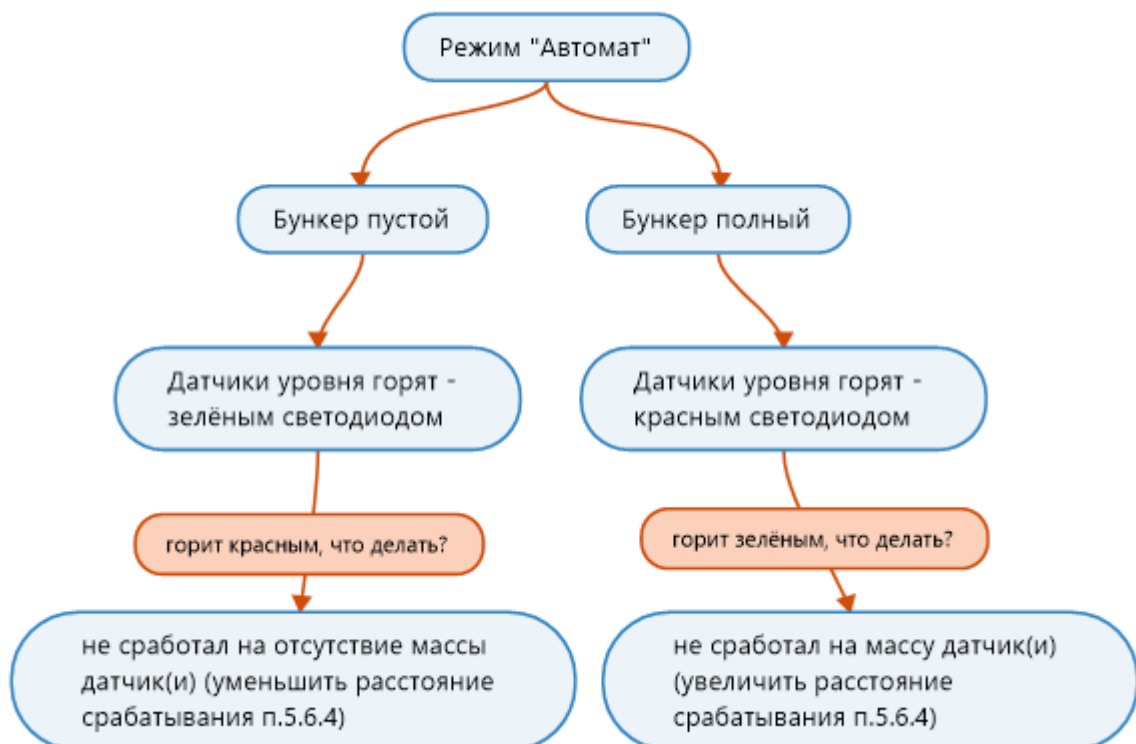 Режим "Автомат"
Бункер пустой
Бункер полный
Датчики уровня горят -
зелёным светодиодом
Датчики уровня горят -
красным светодиодом
горит красным, что делать?
горит зелёным, что делать?
не сработал на отсутствие массы
датчик(и) (уменьшить расстояние
срабатывания п.5.6.4)
не сработал на массу датчик(и)
(увеличить расстояние
срабатывания п.5.6.4)